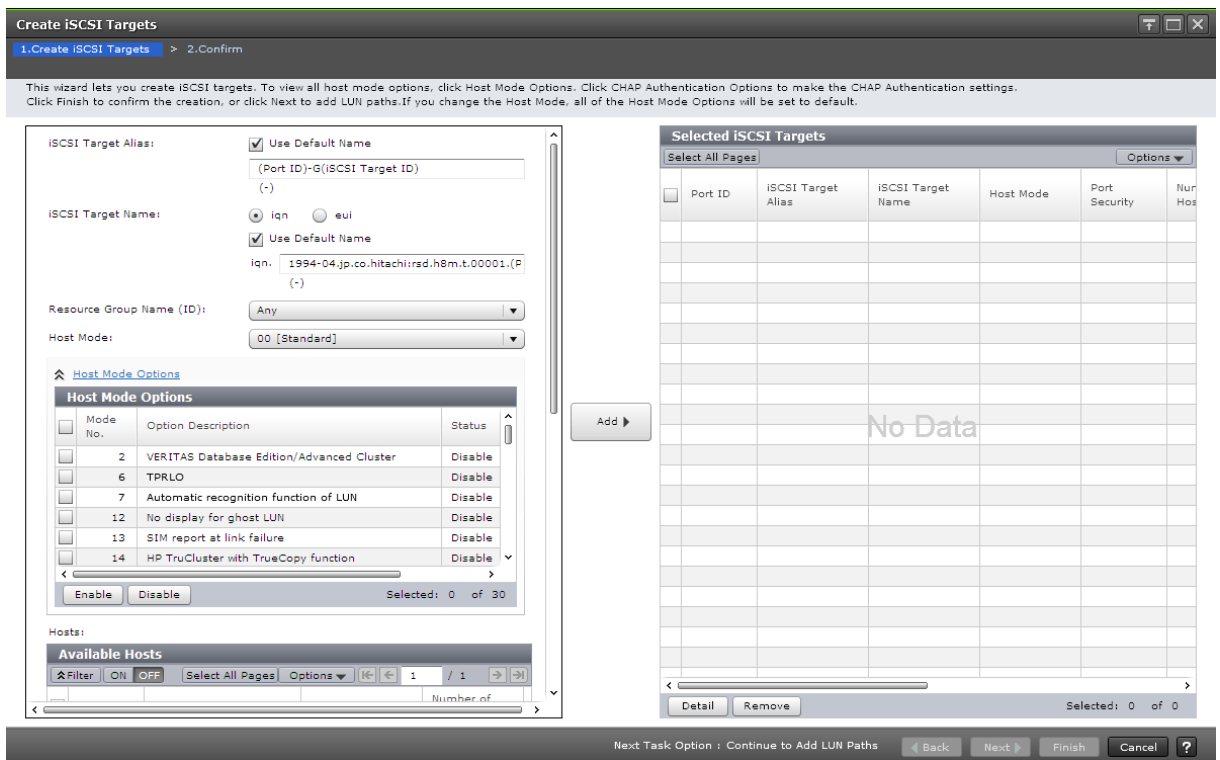 Create iSCSI Targets
1.Create iSCSI Targets > 2.Confirm
This wizard lets you create iSCSI targets. To view all host mode options, click Host Mode Options. Click CHAP Authentication Options to make the CHAP Authentication settings.
Click Finish to confirm the creation, or click Next to add LUN paths.If you change the Host Mode, all of the Host Mode Options will be set to default.
iSCSI Target Alias:
Use Default Name
(Port ID)-G(iSCSI Target ID)
(-)
iSCSI Target Name:
iqn eui
Use Default Name
iqn. 1994-04.jp.co.hitachi:rsd.h8m.t.00001.(P
(-)
Resource Group Name (ID):
Any
Host Mode:
00 [Standard]
Host Mode Options
Host Mode Options
Mode No. Option Description Status
2 VERITAS Database Edition/Advanced Cluster Disable
6 TPRLO Disable
7 Automatic recognition function of LUN Disable
12 No display for ghost LUN Disable
13 SIM report at link failure Disable
14 HP TruCluster with TrueCopy function Disable
Enable Disable Selected: 0 of 30
Hosts:
Available Hosts
Filter ON OFF Select All Pages Options 1 / 1
Number of
Add
Selected iSCSI Targets
Select All Pages Options
Port ID iSCSI Target Alias iSCSI Target Name Host Mode Port Security Num Hos
No Data
Detail Remove Selected: 0 of 0
Next Task Option : Continue to Add LUN Paths Back Next Finish Cancel ?